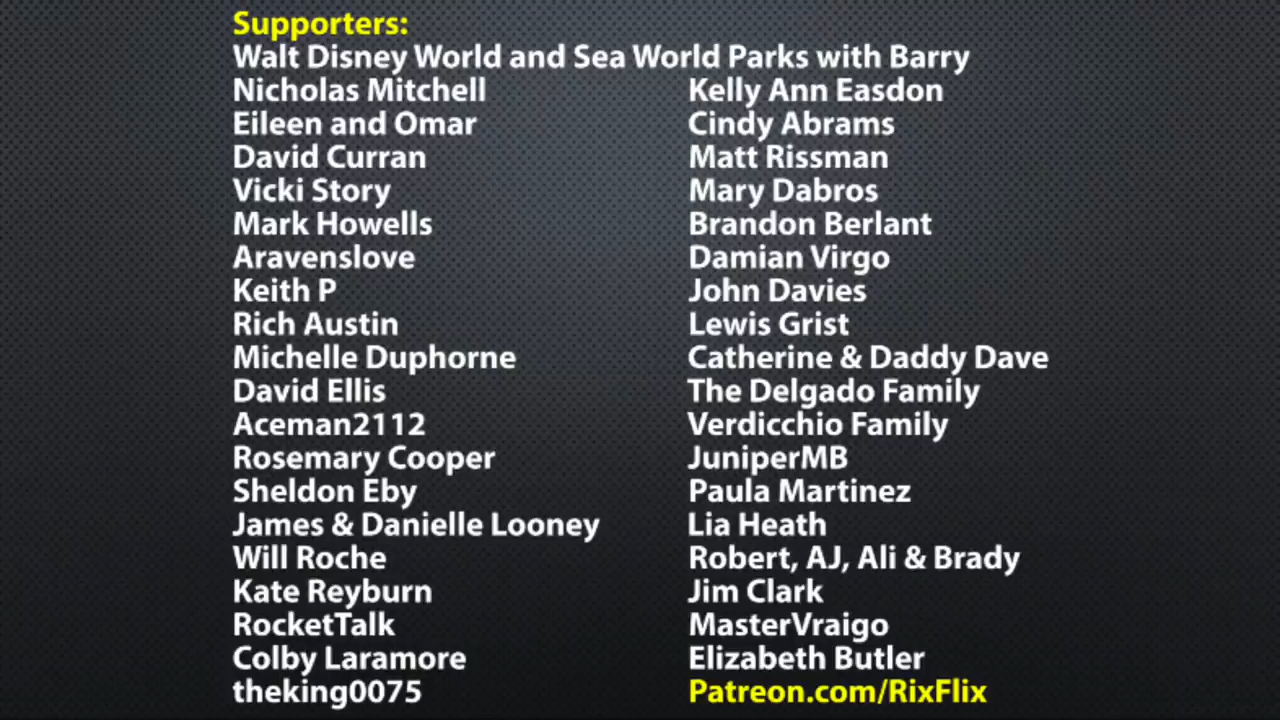 Supporters:
Walt Disney World and Sea World Parks with Barry
Nicholas Mitchell
Eileen and Omar
David Curran
Vicki Story
Mark Howells
Aravenslove
Keith P
Rich Austin
Michelle Duphorne
David Ellis
Aceman2112
Rosemary Cooper
Sheldon Eby
James & Danielle Looney
Will Roche
Kate Reyburn
RocketTalk
Colby Laramore
theking0075
Kelly Ann Easdon
Cindy Abrams
Matt Rissman
Mary Dabros
Brandon Berlant
Damian Virgo
John Davies
Lewis Grist
Catherine & Daddy Dave
The Delgado Family
Verdicchio Family
JuniperMB
Paula Martinez
Lia Heath
Robert, AJ, Ali & Brady
Jim Clark
MasterVraigo
Elizabeth Butler
Patreon.com/RixFlix